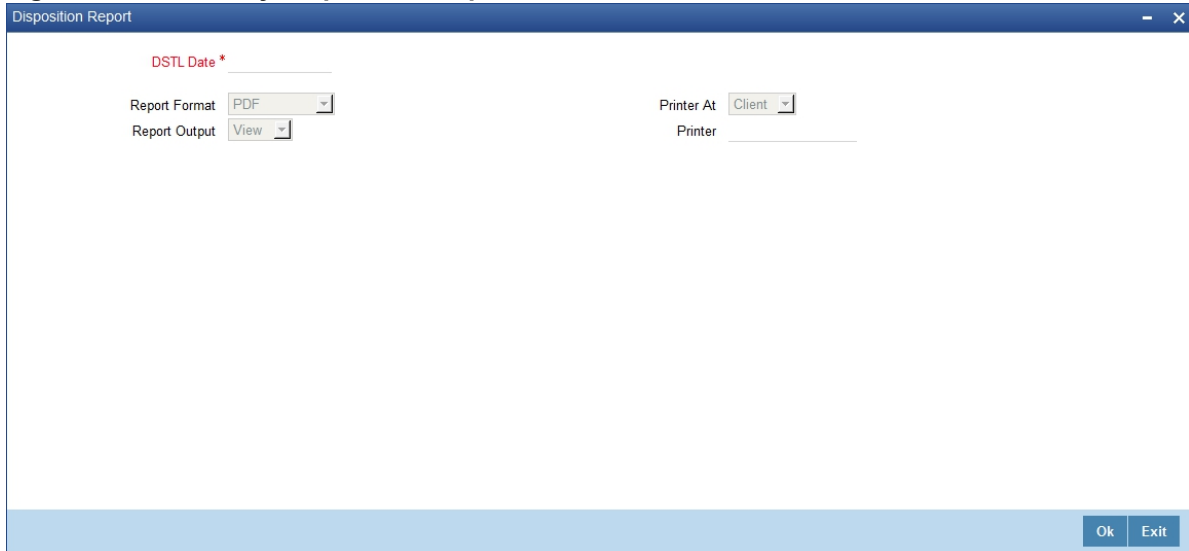 Disposition Report
DSTL Date *
Report Format PDF
Printer At Client
Report Output View
Printer
Ok Exit